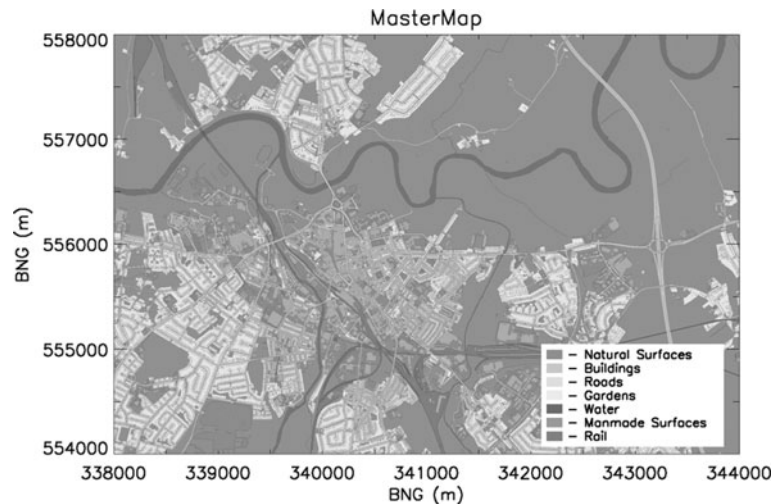 MasterMap
558000
557000
556000
555000
554000
BNG (m)
338000 339000 340000 341000 342000 343000 344000
BNG (m)
– Natural Surfaces
– Buildings
– Roads
– Gardens
– Water
– Manmade Surfaces
– Rail